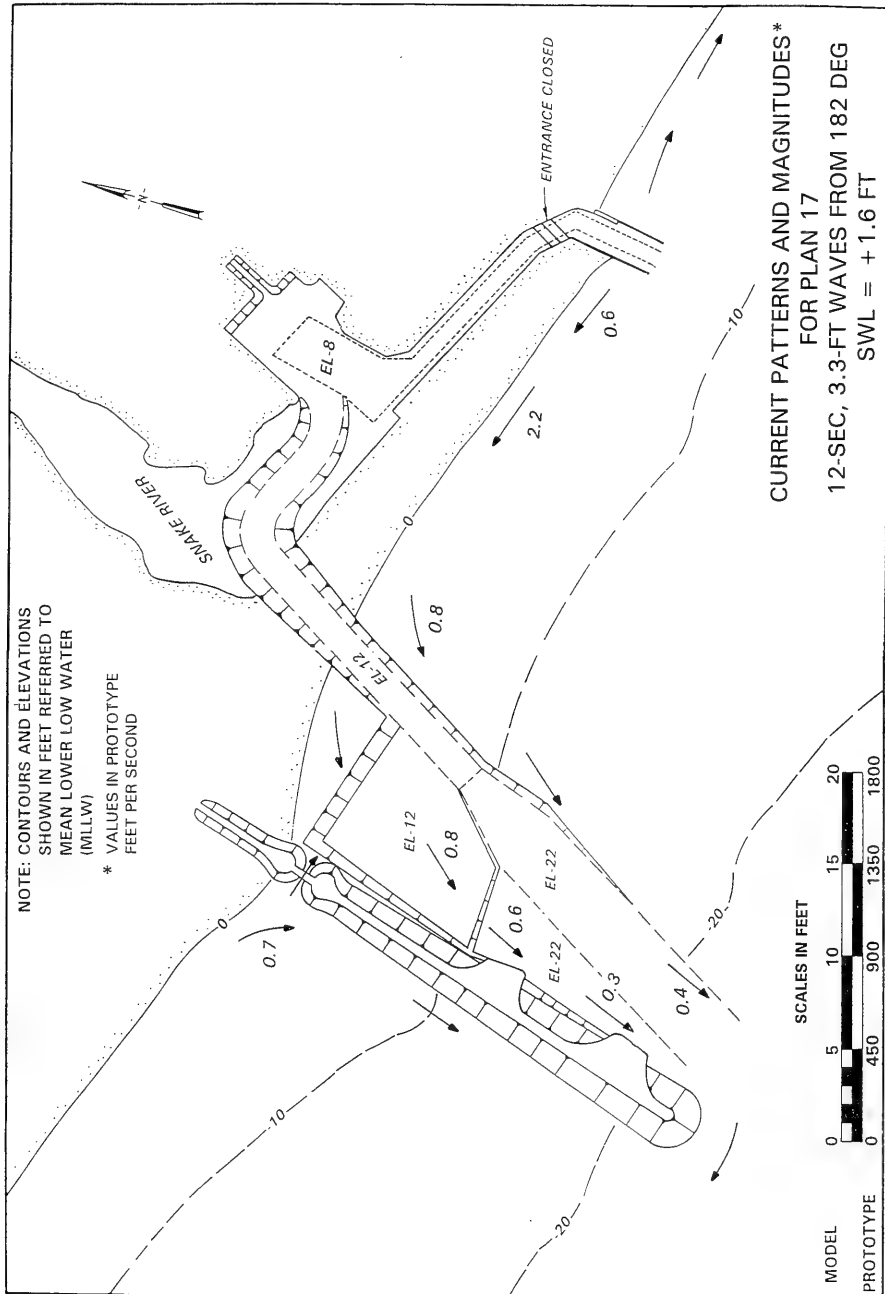 NOTE: CONTOURS AND ELEVATIONS
SHOWN IN FEET REFERRED TO
MEAN LOWER LOW WATER
(MLLW)
* VALUES IN PROTOTYPE
FEET PER SECOND
SNAKE RIVER
-N-
EL-8
ENTRANCE CLOSED
0
0
0.7
EL-12
EL-12
0.8
0.8
2.2
0.6
0.6
EL-22
EL-22
0.3
0.4
-10
-10
-20
-20
CURRENT PATTERNS AND MAGNITUDES*
FOR PLAN 17
12-SEC, 3.3-FT WAVES FROM 182 DEG
SWL = +1.6 FT
SCALES IN FEET
MODEL 0 5 10 15 20
PROTOTYPE 0 450 900 1350 1800